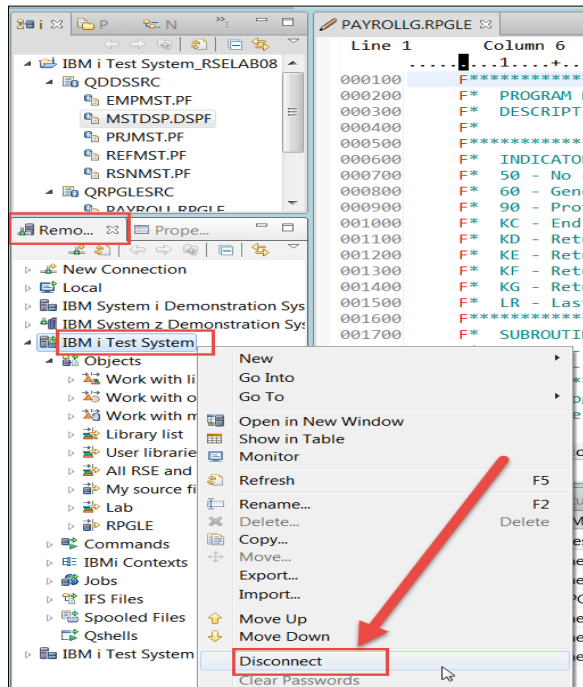 i
P
N
IBM i Test System_RSELAB08
QDDSSRC
EMPMST.PF
MSTDSP.DSPF
PRJMST.PF
REFMST.PF
RSNMST.PF
QRPGLESRC
PAYROLL.RPGLE
Remo...
Prope...
New Connection
Local
IBM System i Demonstration Sys
IBM System z Demonstration Sys
IBM i Test System
Objects
Work with li
Work with o
Work with m
Library list
User librarie
All RSE and
My source fi
Lab
RPGLE
Commands
IBMi Contexts
Jobs
IFS Files
Spooled Files
Qshells
IBM i Test System
PAYROLLG.RPGLE
Line 1 Column 6
......1....+..
000100 F************
000200 F* PROGRAM
000300 F* DESCRIPT
000400 F*
000500 F************
000600 F* INDICATO
000700 F* 50 - No
000800 F* 60 - Gen
000900 F* 90 - Pro
001000 F* KC - End
001100 F* KD - Ret
001200 F* KE - Ret
001300 F* KF - Ret
001400 F* KG - Ret
001500 F* LR - Las
001600 F************
001700 F* SUBROUTI
New
Go Into
Go To
Open in New Window
Show in Table
Monitor
Refresh F5
Rename... F2
Delete... Delete
Copy...
Move...
Export...
Import...
Move Up
Move Down
Disconnect
Clear Passwords